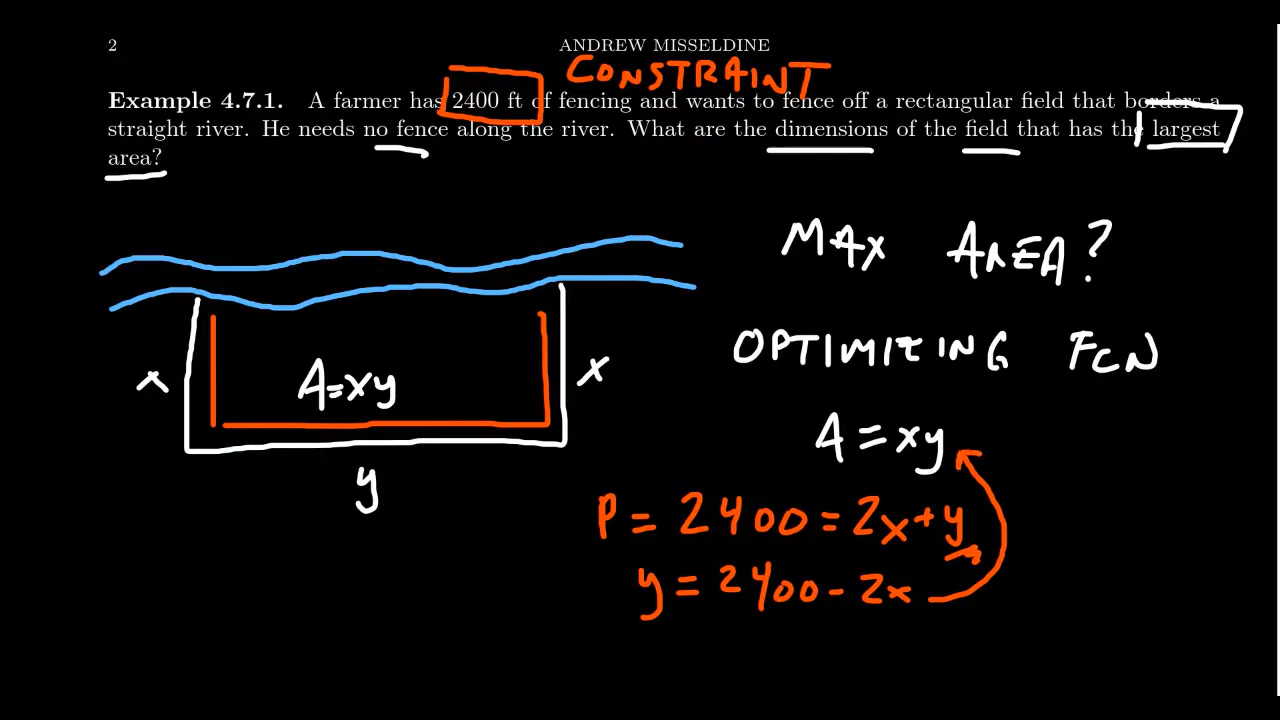 2
ANDREW MISSELDINE
CONSTRAINT
Example 4.7.1. A farmer has 2400 ft of fencing and wants to fence off a rectangular field that borders a
straight river. He needs no fence along the river. What are the dimensions of the field that has the largest
area?
MAX AREA?
OPTIMIZING FCN
x
A=xy
x
y
A = xy
P = 2400 = 2x+y
y = 2400 - 2x